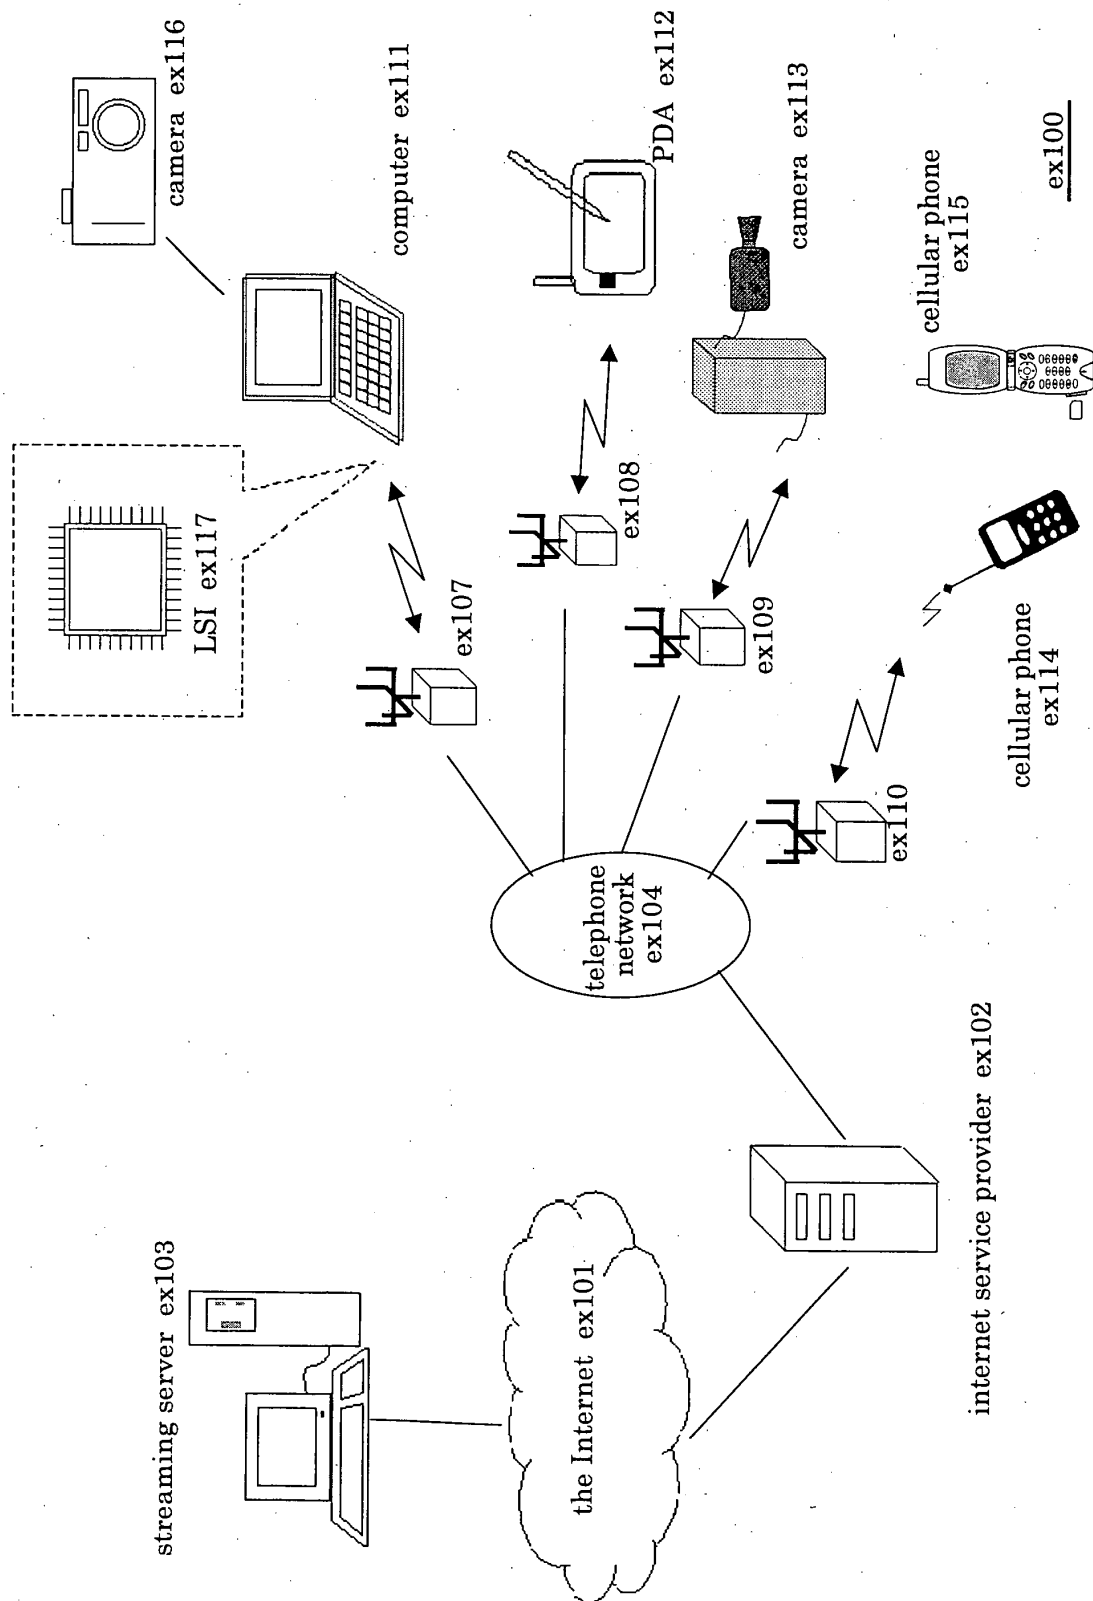 streaming server ex103
the Internet ex101
internet service provider ex102
telephone
network
ex104
LSI ex117
camera ex116
computer ex111
ex107
ex108
PDA ex112
ex109
camera ex113
ex110
cellular phone
ex114
cellular phone
ex115
ex100